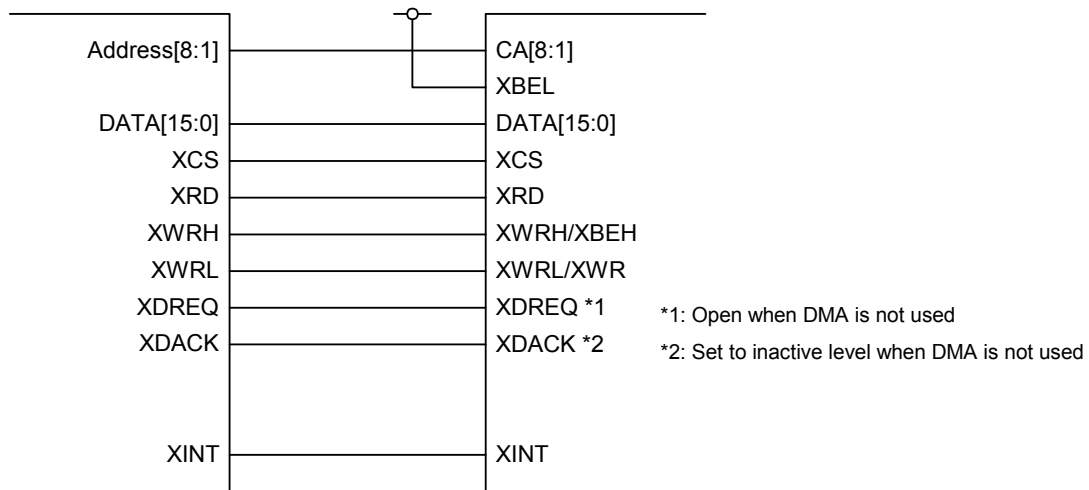 Address[8:1] CA[8:1]
XBEL
DATA[15:0] DATA[15:0]
XCS XCS
XRD XRD
XWRH XWRH/XBEH
XWRL XWRL/XWR
XDREQ XDREQ *1 *1: Open when DMA is not used
XDACK XDACK *2 *2: Set to inactive level when DMA is not used
XINT XINT